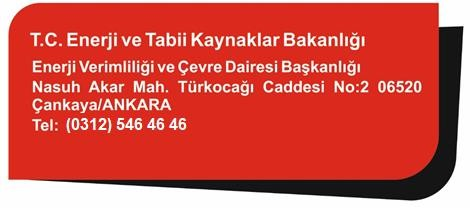 T.C. Enerji ve Tabii Kaynaklar Bakanlığı
Enerji Verimliliği ve Çevre Dairesi Başkanlığı
Nasuh Akar Mah. Türkocağı Caddesi No:2 06520
Çankaya/ANKARA
Tel: (0312) 546 46 46